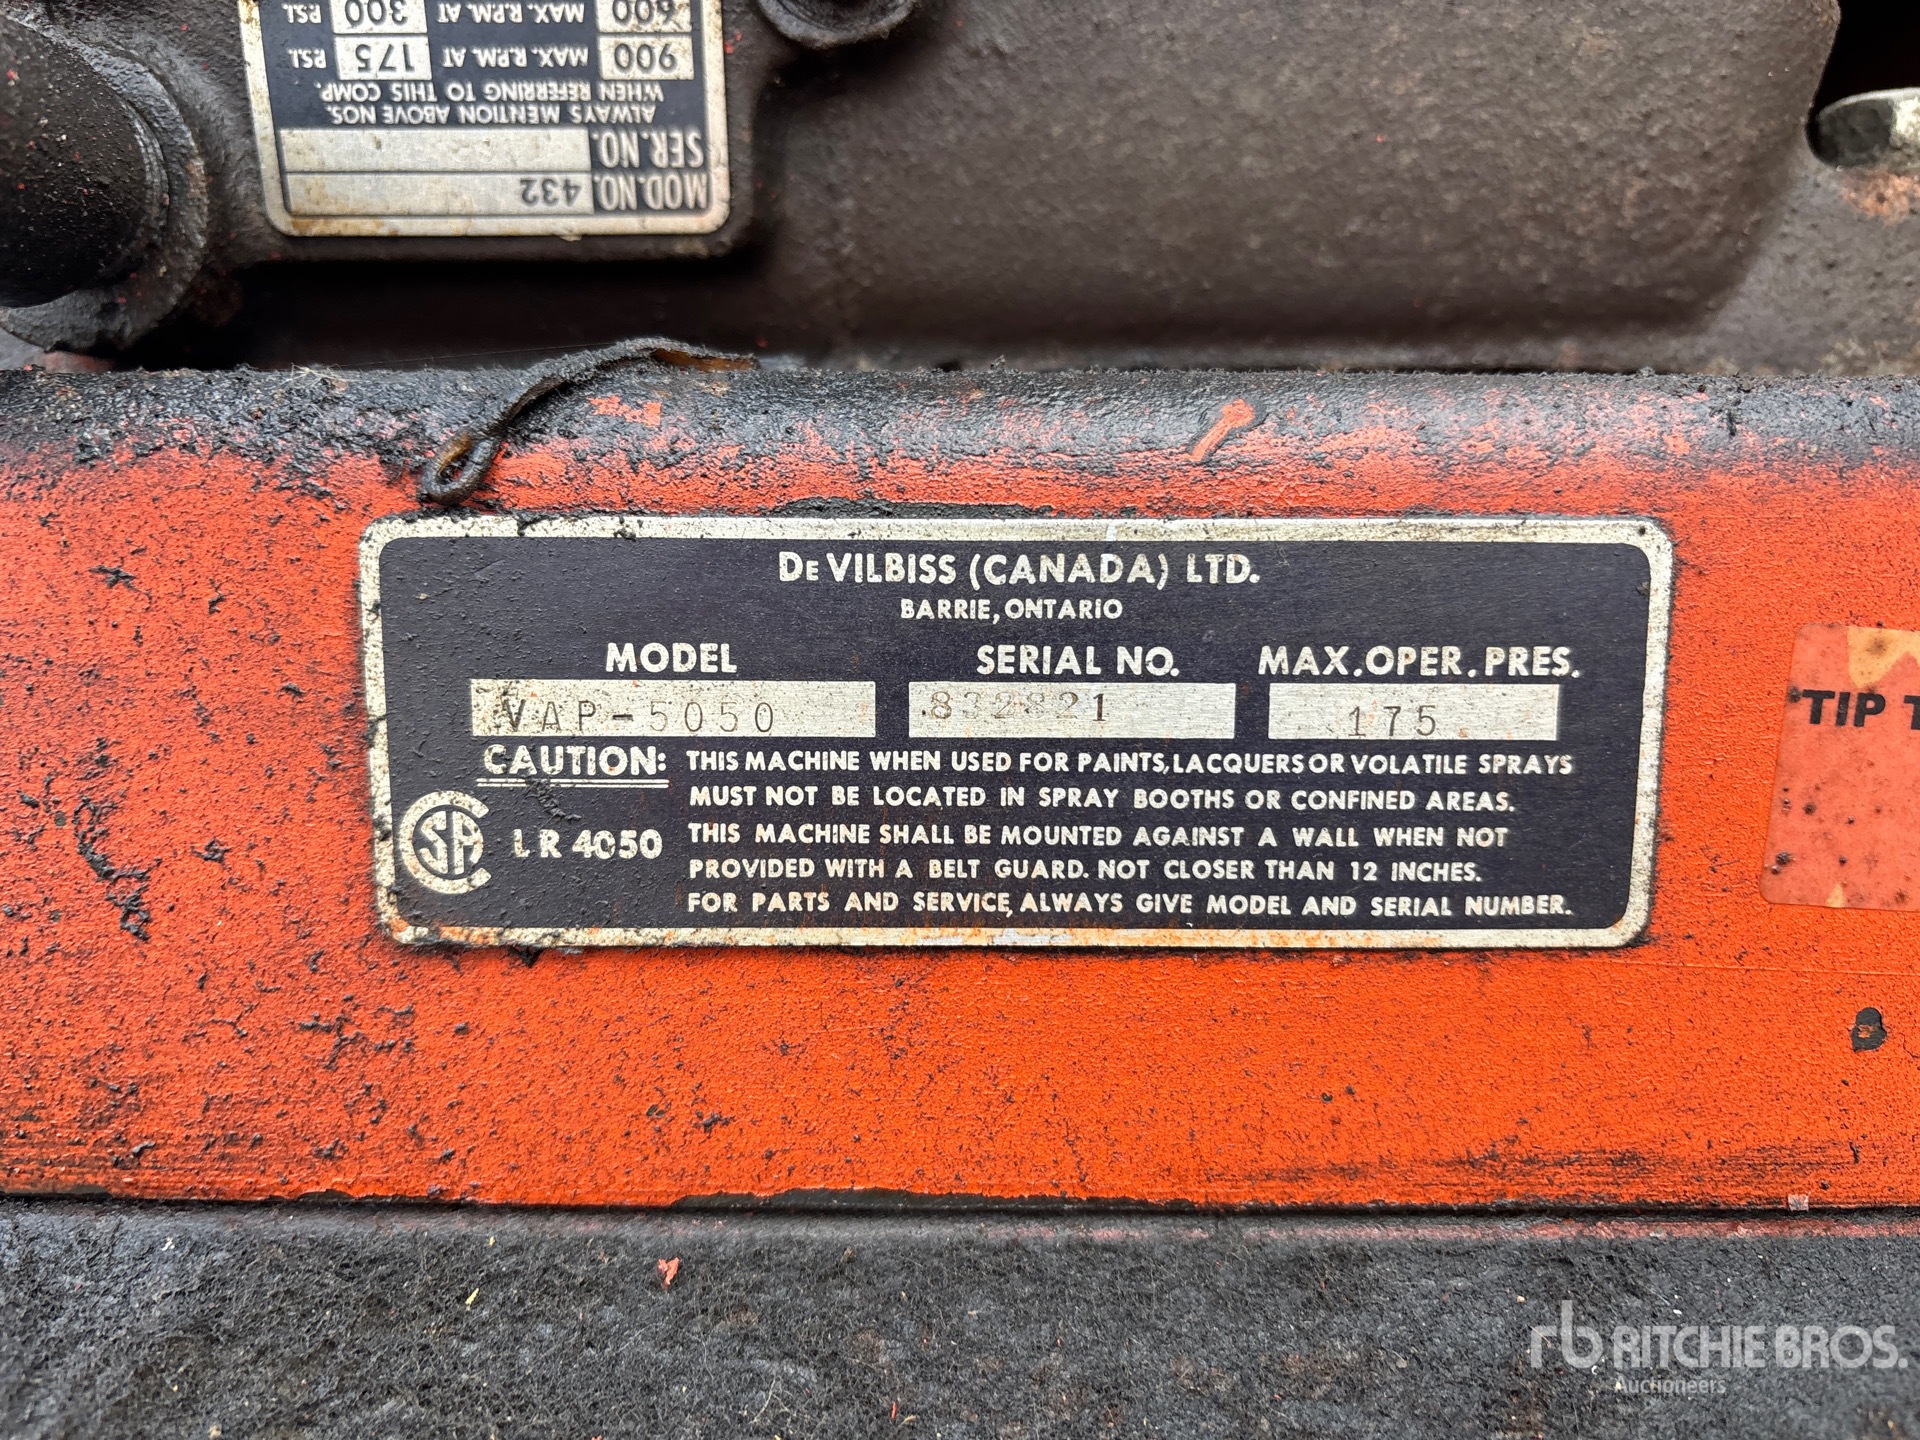 MOD.NO. 432
SER.NO.
ALWAYS MENTION ABOVE NOS.
WHEN REFERRING TO THIS COMP.
900 MAX. R.P.M. AT 175 P.S.I.
600 MAX. R.P.M. AT 300 P.S.I.
DeVILBISS (CANADA) LTD.
BARRIE, ONTARIO
MODEL SERIAL NO. MAX. OPER. PRES.
VAP-5050 832821 175
CAUTION: THIS MACHINE WHEN USED FOR PAINTS, LACQUERS OR VOLATILE SPRAYS
MUST NOT BE LOCATED IN SPRAY BOOTHS OR CONFINED AREAS.
CSA LR 4050 THIS MACHINE SHALL BE MOUNTED AGAINST A WALL WHEN NOT
PROVIDED WITH A BELT GUARD. NOT CLOSER THAN 12 INCHES.
FOR PARTS AND SERVICE, ALWAYS GIVE MODEL AND SERIAL NUMBER.
TIP T
rb RITCHIE BROS.
Auctioneers